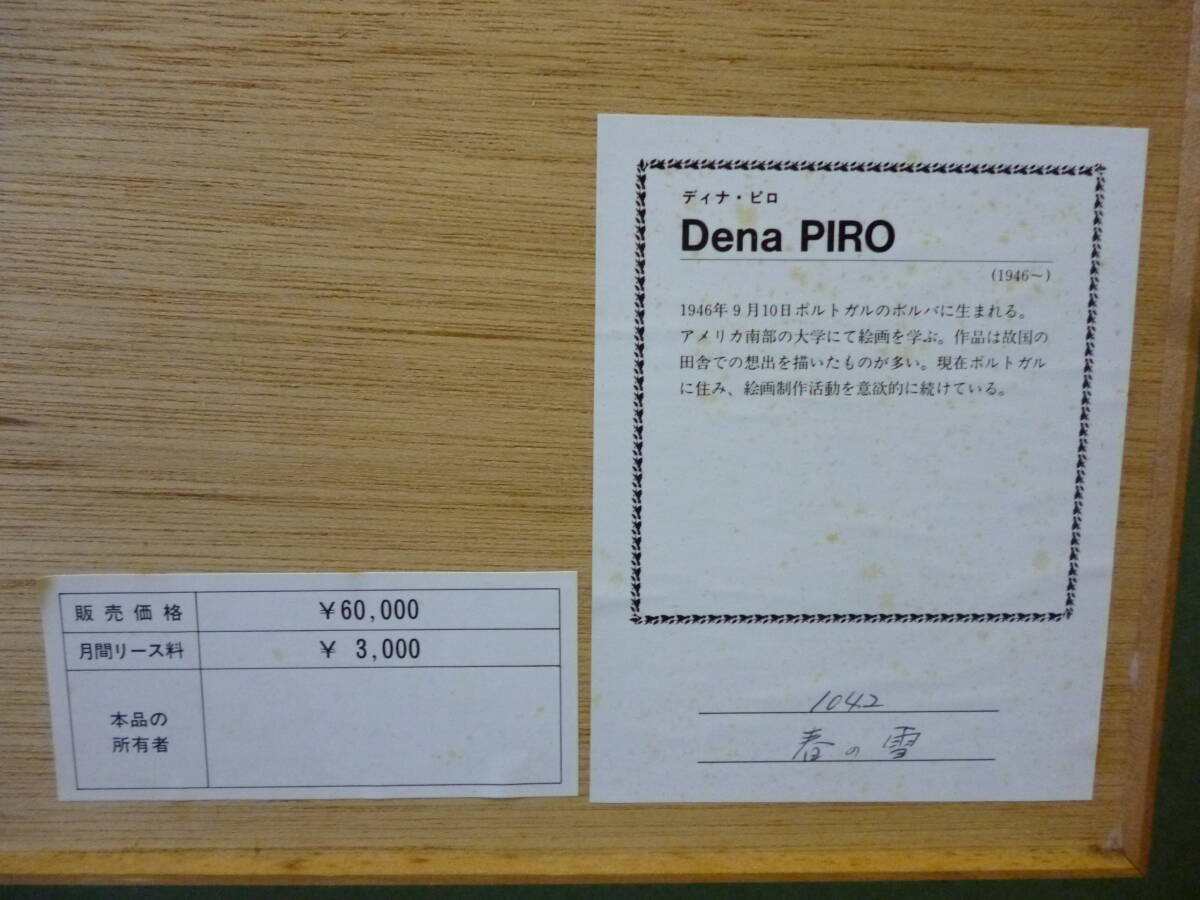 ディナ・ピロ
Dena PIRO
(1946〜)
1946年9月10日ポルトガルのボルバに生まれる。
アメリカ南部の大学にて絵画を学ぶ。作品は故国の
田舎での想出を描いたものが多い。現在ポルトガル
に住み、絵画制作活動を意欲的に続けている。
1042
春の雪
販売価格 ¥60,000
月間リース料 ¥ 3,000
本品の
所有者